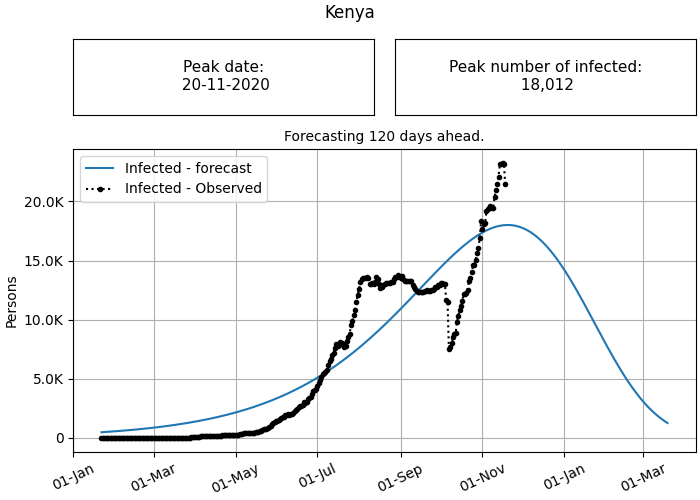 Kenya
Peak date:
20-11-2020
Peak number of infected:
18,012
Forecasting 120 days ahead.
Infected - forecast
Infected - Observed
20.0K
15.0K
10.0K
5.0K
0
Persons
01-Jan
01-Mar
01-May
01-Jul
01-Sep
01-Nov
01-Jan
01-Mar